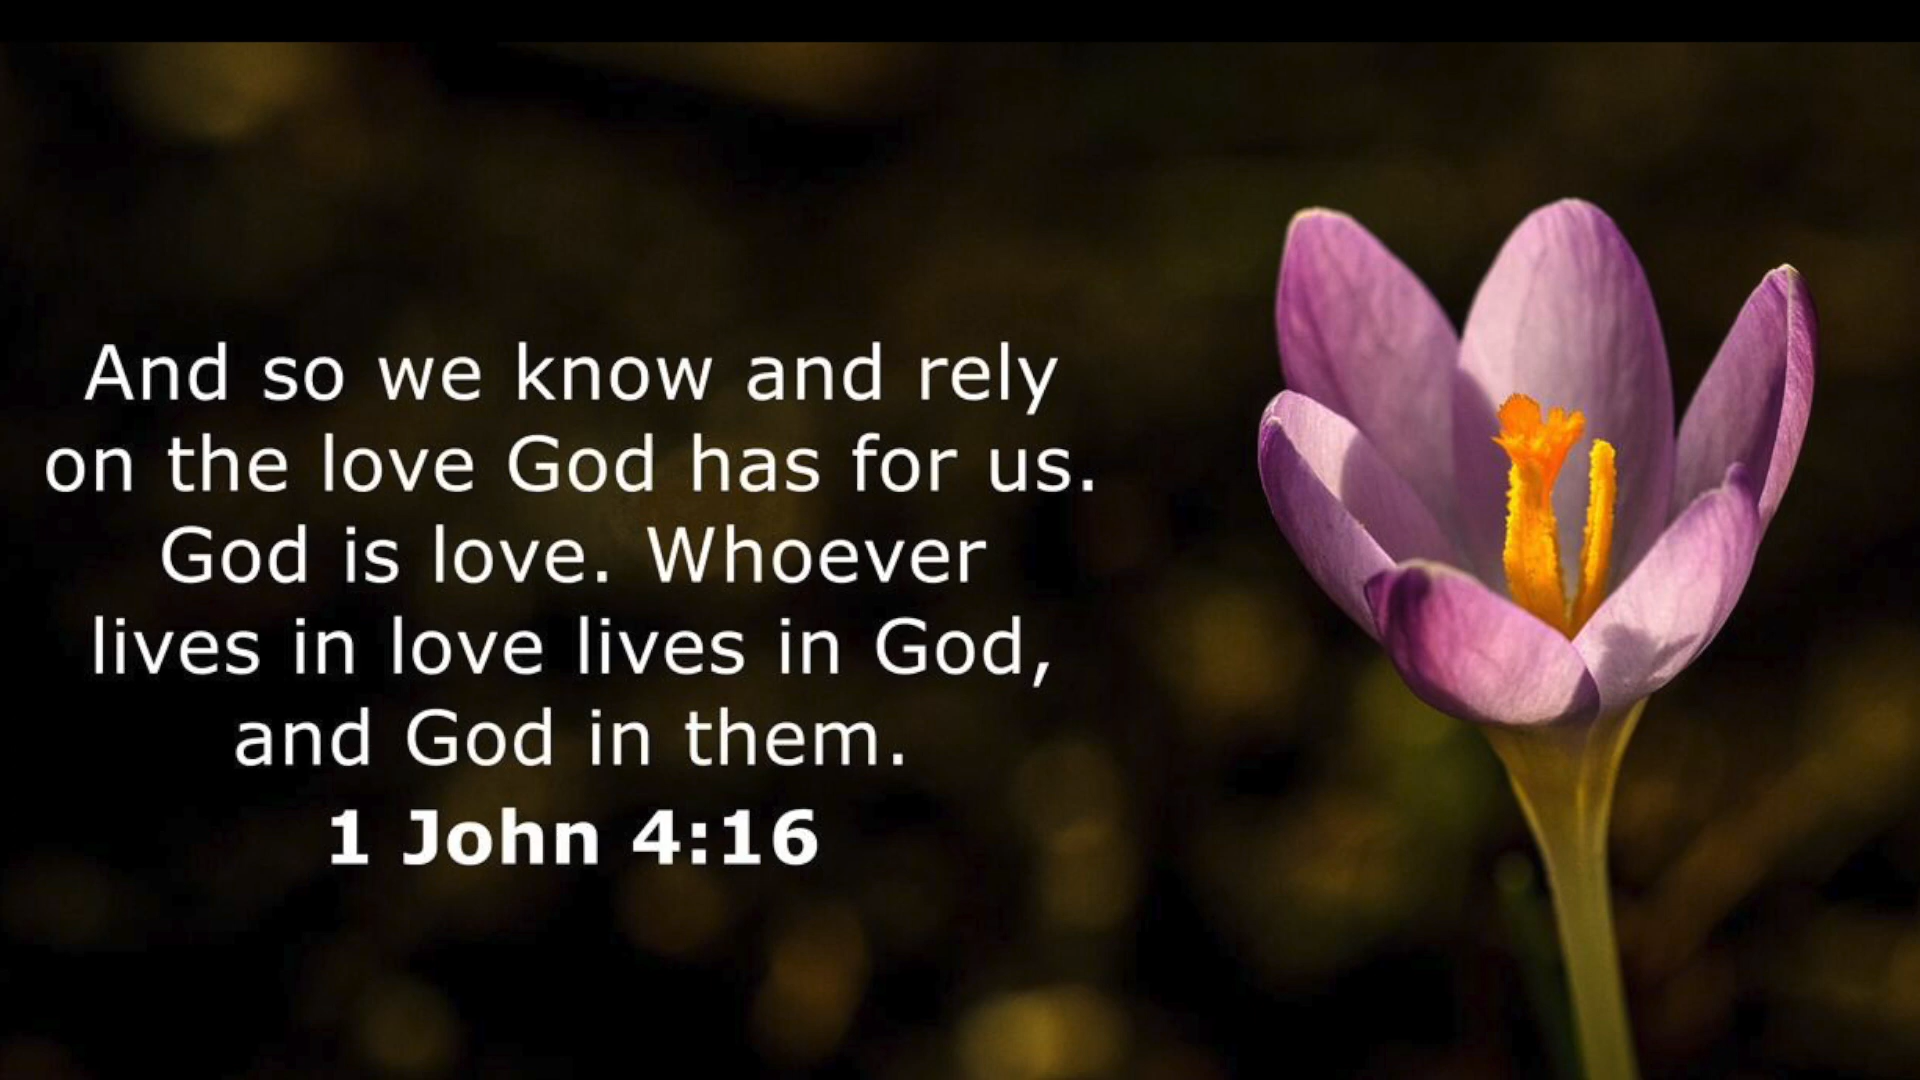 And so we know and rely
on the love God has for us.
God is love. Whoever
lives in love lives in God,
and God in them.
1 John 4:16